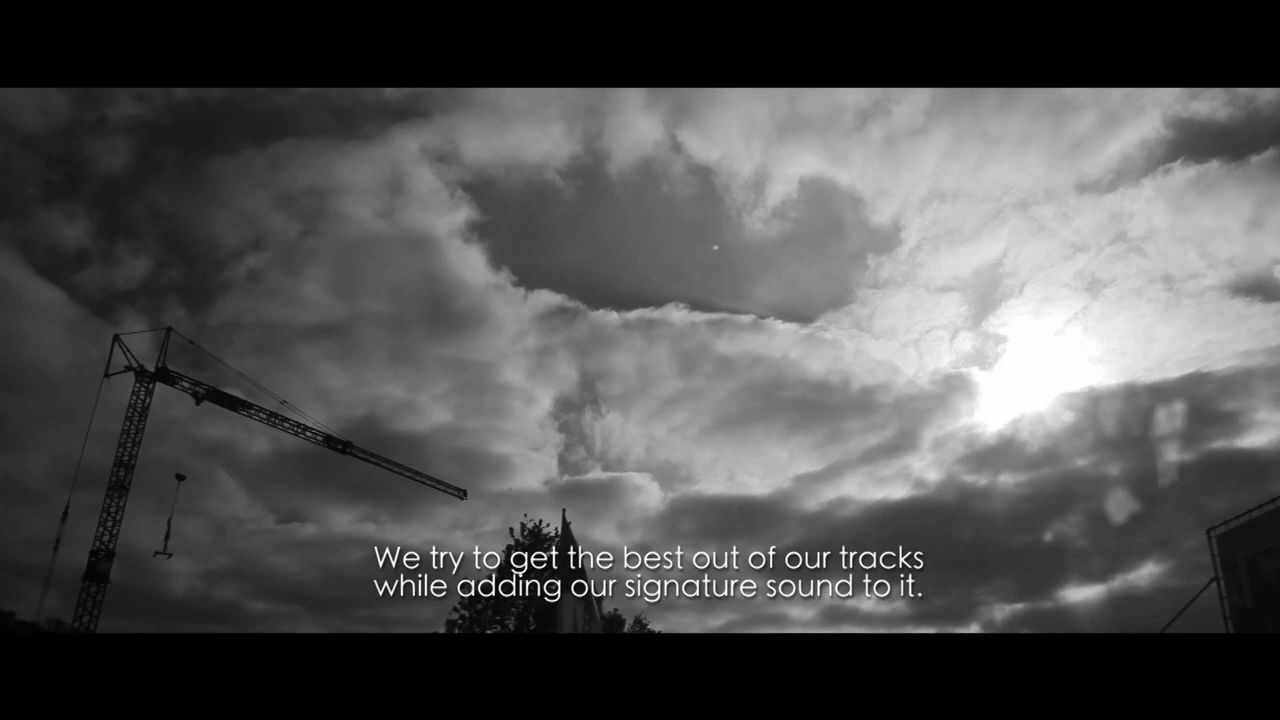 We try to get the best out of our tracks
while adding our signature sound to it.